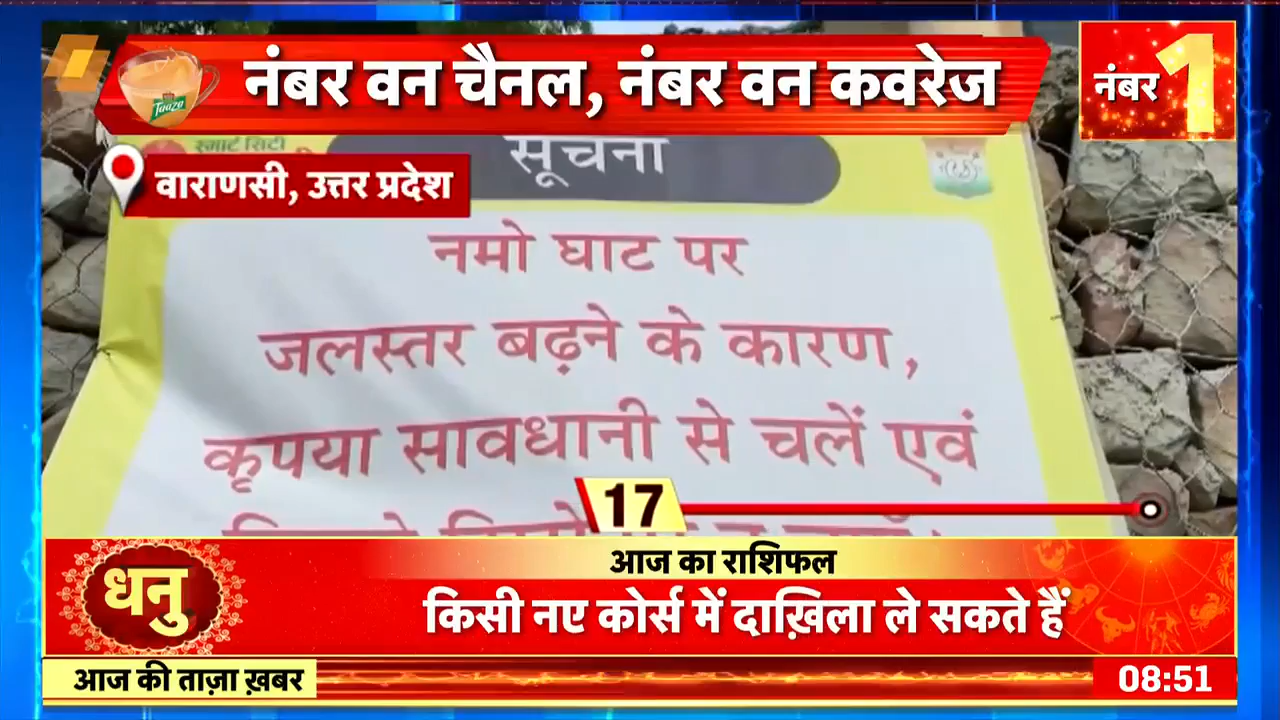 नंबर वन चैनल, नंबर वन कवरेज
Taaza
नंबर 1
स्मार्ट सिटी
सूचना
वाराणसी, उत्तर प्रदेश
नमो घाट पर
जलस्तर बढ़ने के कारण,
कृपया सावधानी से चलें एवं
17
धनु
आज का राशिफल
किसी नए कोर्स में दाख़िला ले सकते हैं
आज की ताज़ा ख़बर
08:51